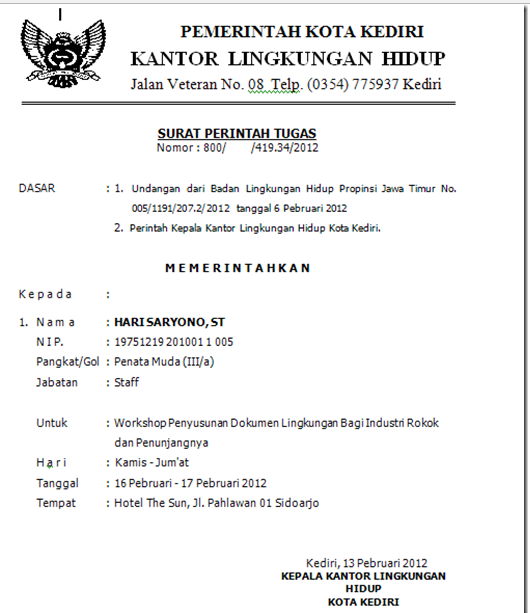 PEMERINTAH KOTA KEDIRI
KANTOR LINGKUNGAN HIDUP
Jalan Veteran No. 08 Telp. (0354) 775937 Kediri
SURAT PERINTAH TUGAS
Nomor : 800/ /419.34/2012
DASAR : 1. Undangan dari Badan Lingkungan Hidup Propinsi Jawa Timur No.
005/1191/207.2/2012 tanggal 6 Pebruari 2012
2. Perintah Kepala Kantor Lingkungan Hidup Kota Kediri.
M E M E R I N T A H K A N
K e p a d a :
1. N a m a : HARI SARYONO, ST
N I P. : 19751219 201001 1 005
Pangkat/Gol : Penata Muda (III/a)
Jabatan : Staff
Untuk : Workshop Penyusunan Dokumen Lingkungan Bagi Industri Rokok
dan Penunjangnya
H a r i : Kamis - Jum'at
Tanggal : 16 Pebruari - 17 Pebruari 2012
Tempat : Hotel The Sun, Jl. Pahlawan 01 Sidoarjo
Kediri, 13 Pebruari 2012
KEPALA KANTOR LINGKUNGAN
HIDUP
KOTA KEDIRI